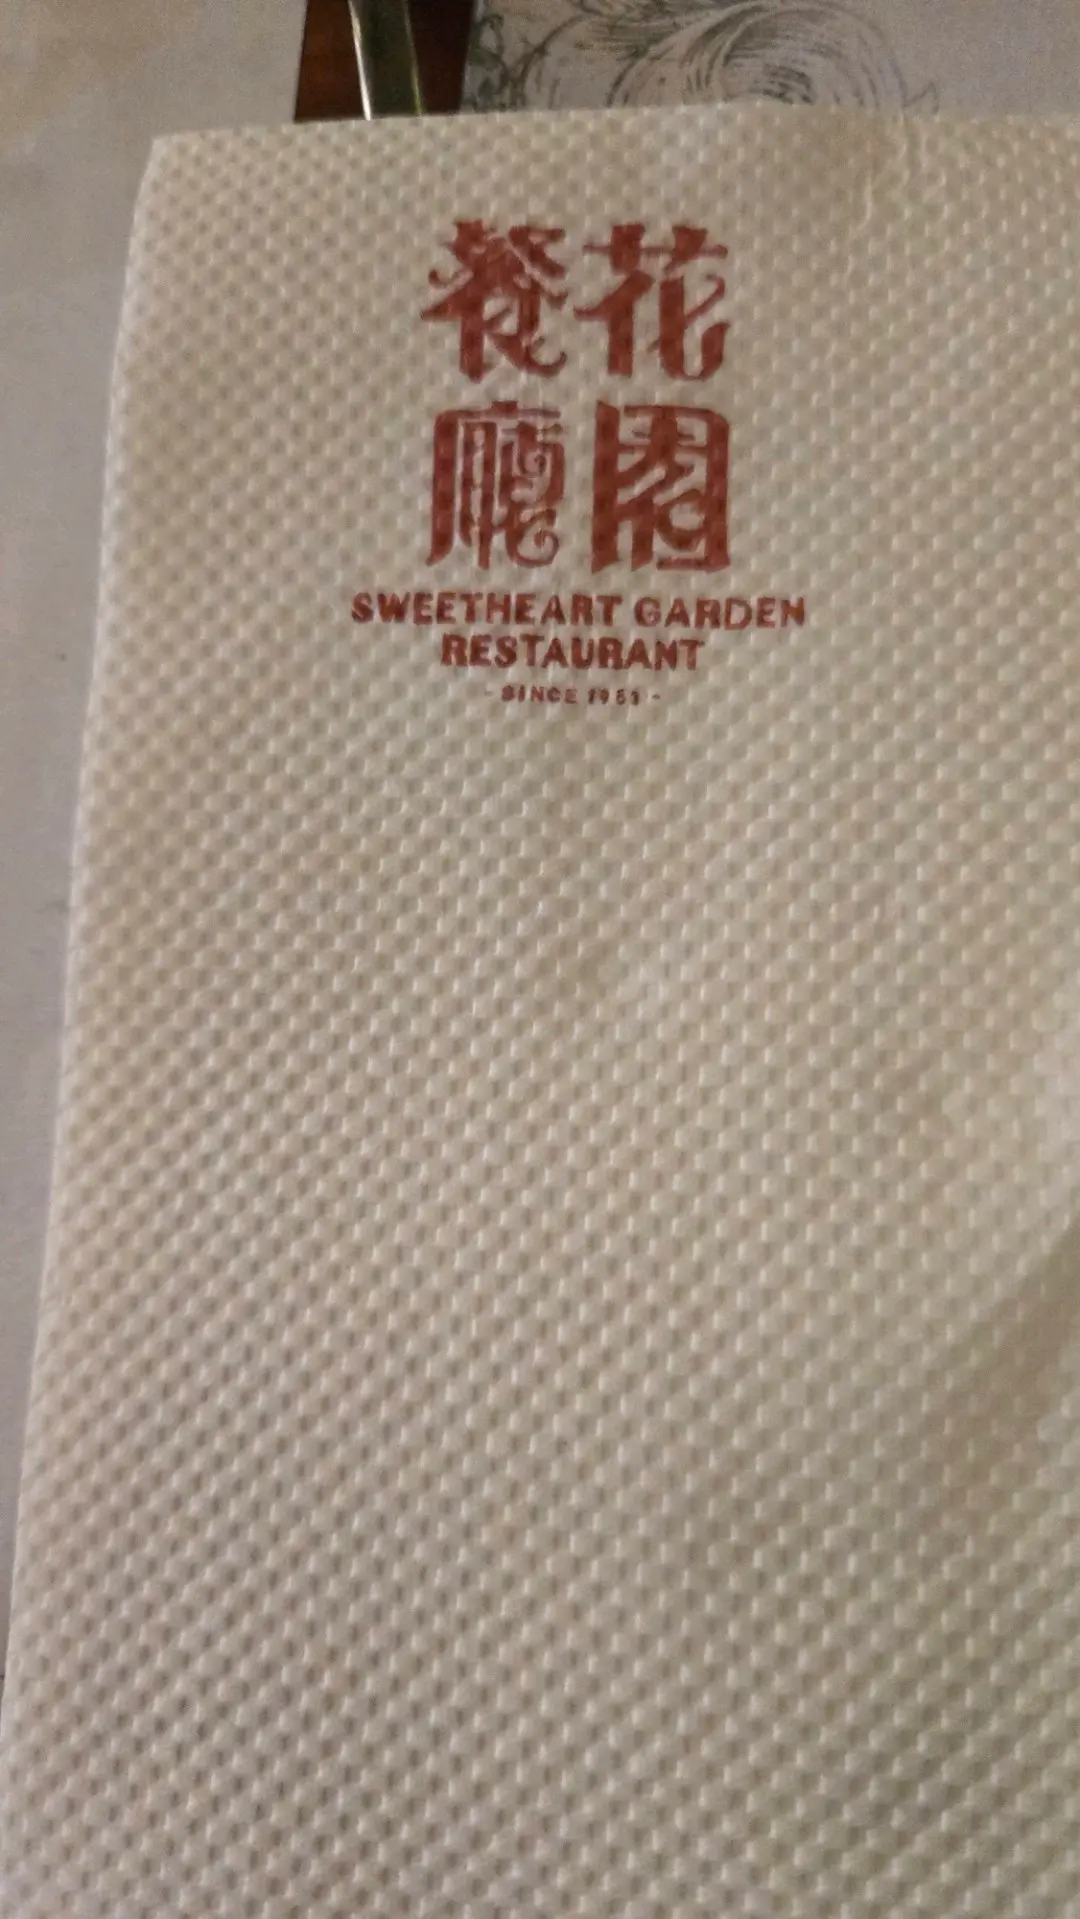 花園
餐廳
SWEETHEART GARDEN
RESTAURANT
- SINCE -